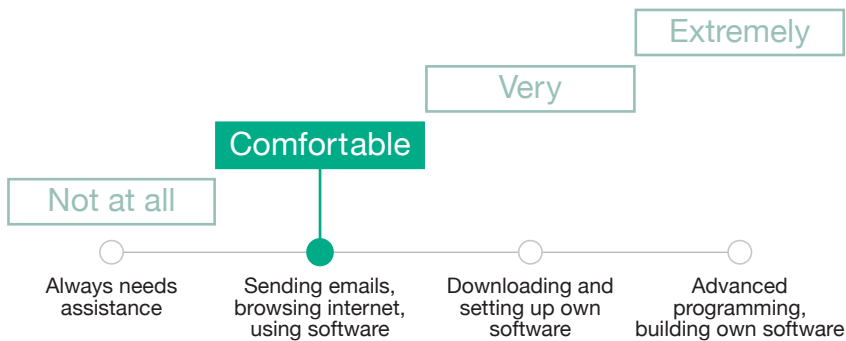 Extremely
Very
Comfortable
Not at all
Always needs
assistance
Sending emails,
browsing internet,
using software
Downloading and
setting up own
software
Advanced
programming,
building own software